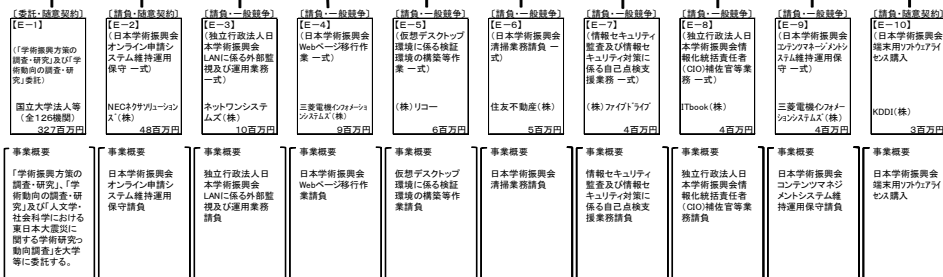 ［委託・随意契約］
【E－1】
（「学術振興方策の
調査・研究」及び「学
術動向の調査・研
究」委託）
国立大学法人等
（全126機関）
327百万円
事業概要
「学術振興方策の
調査・研究」、「学
術動向の調査・研
究」及び「人文学・
社会科学における
東日本大震災に
関する学術研究っ
動向調査」を大学
等に委託する。
［請負・随意契約］
【E－2】
（日本学術振興会
オンライン申請シ
ステム維持運用
保守 一式）
NECネクサソリューション
ズ（株）
48百万円
事業概要
日本学術振興会
オンライン申請シ
ステム維持運用
保守請負
［請負・一般競争］
【E－3】
（独立行政法人日
本学術振興会
LANに係る外部監
視及び運用業務
一式）
ネットワンシステ
ムズ（株）
10百万円
事業概要
独立行政法人日
本学術振興会
LANに係る外部監
視及び運用業務
請負
［請負・一般競争］
【E－4】
（日本学術振興会
Webページ移行作
業 一式）
三菱電機インフォメーショ
ンシステムズ（株）
9百万円
事業概要
日本学術振興会
Webページ移行作
業請負
［請負・一般競争］
【E－5】
（仮想デスクトップ
環境に係る検証
環境の構築等作
業 一式）
（株）リコー
6百万円
事業概要
仮想デスクトップ
環境に係る検証
環境の構築等作
業請負
［請負・一般競争］
【E－6】
（日本学術振興会
清掃業務請負 一
式）
住友不動産（株）
5百万円
事業概要
日本学術振興会
清掃業務請負
［請負・一般競争］
【E－7】
（情報セキュリティ
監査及び情報セ
キュリティ対策に
係る自己点検支
援業務 一式）
（株）ファイブドライブ
4百万円
事業概要
情報セキュリティ
監査及び情報セ
キュリティ対策に
係る自己点検支
援業務請負
［請負・一般競争］
【E－8】
（独立行政法人日
本学術振興会情
報化統括責任者
（CIO）補佐官等業
務 一式）
ITbook（株）
4百万円
事業概要
独立行政法人日
本学術振興会情
報化統括責任者
（CIO）補佐官等業
務請負
［請負・一般競争］
【E－9】
（日本学術振興会
コンテンツマネージメントシ
ステム維持運用保
守 一式）
三菱電機インフォメー
ションシステムズ（株）
4百万円
事業概要
日本学術振興会
コンテンツマネジ
メントシステム維
持運用保守請負
［請負・随意契約］
【E－10】
（日本学術振興会
端末用ソフトウェアライ
センス購入
KDDI（株）
3百万円
事業概要
日本学術振興会
端末用ソフトウェアライ
センス購入